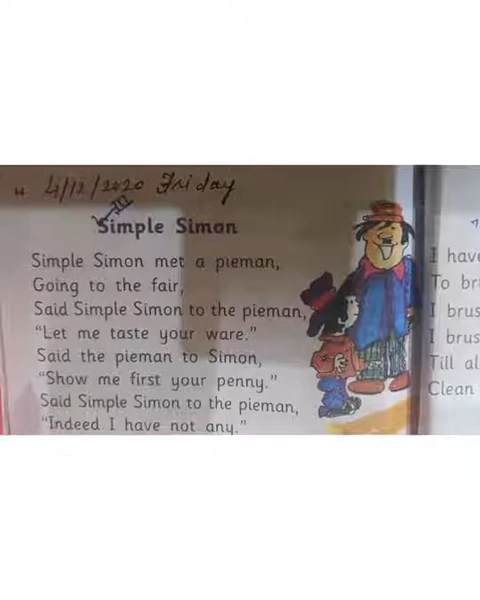 4/12/2020 Friday
Simple Simon
Simple Simon met a pieman,
Going to the fair,
Said Simple Simon to the pieman,
“Let me taste your ware.”
Said the pieman to Simon,
“Show me first your penny.”
Said Simple Simon to the pieman,
“Indeed I have not any.”
I have
To br
I brus
I brus
Till al
Clean